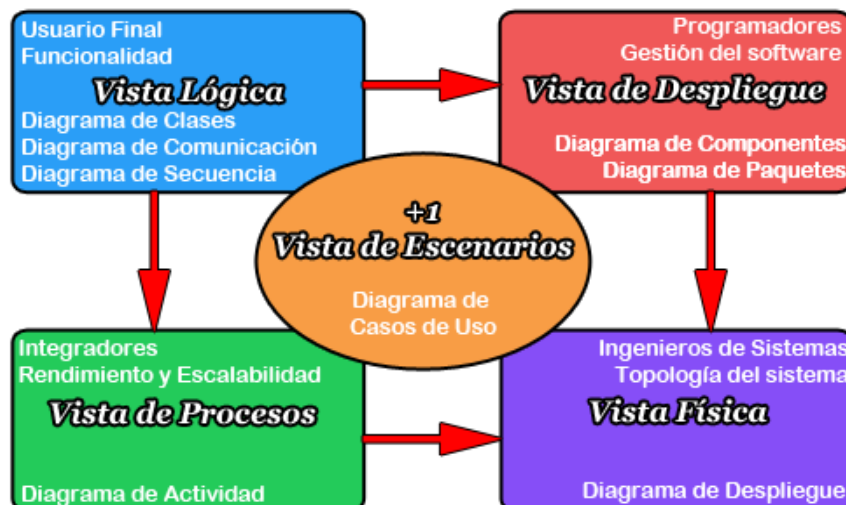 Usuario Final
Funcionalidad
Vista Lógica
Diagrama de Clases
Diagrama de Comunicación
Diagrama de Secuencia
Programadores
Gestión del software
Vista de Despliegue
Diagrama de Componentes
Diagrama de Paquetes
+1
Vista de Escenarios
Diagrama de
Casos de Uso
Integradores
Rendimiento y Escalabilidad
Vista de Procesos
Diagrama de Actividad
Ingenieros de Sistemas
Topología del sistema
Vista Física
Diagrama de Despliegue